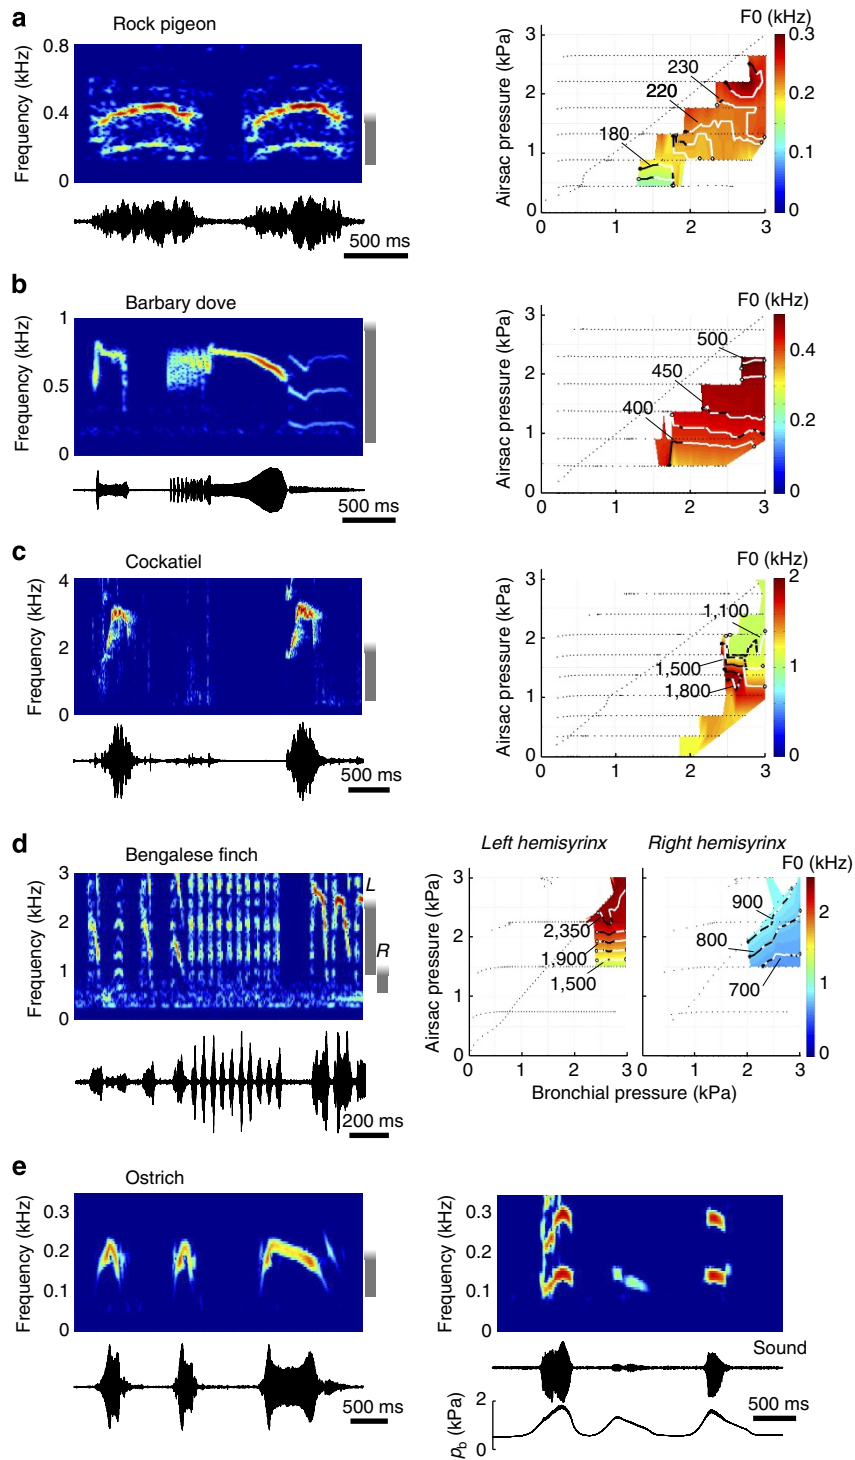 a
Rock pigeon
Frequency (kHz)
0.8
0.4
0
500 ms
Airsac pressure (kPa)
3
2
1
0
0 1 2 3
230
220
180
F0 (kHz)
0.3
0.2
0.1
0
b
Barbary dove
Frequency (kHz)
1
0.5
0
500 ms
Airsac pressure (kPa)
3
2
1
0
0 1 2 3
500
450
400
F0 (kHz)
0.4
0.2
0
c
Cockatiel
Frequency (kHz)
4
2
0
500 ms
Airsac pressure (kPa)
3
2
1
0
0 1 2 3
1,100
1,500
1,800
F0 (kHz)
2
1
0
d
Bengalese finch
Frequency (kHz)
3
2
1
0
L
R
200 ms
Left hemisyrinx
Right hemisyrinx
Airsac pressure (kPa)
3
2
1
0
2,350
1,900
1,500
900
800
700
0 1 2 3 0 1 2 3
Bronchial pressure (kPa)
F0 (kHz)
2
1
0
e
Ostrich
Frequency (kHz)
0.3
0.2
0.1
0
500 ms
Frequency (kHz)
0.3
0.2
0.1
0
Sound
500 ms
pb (kPa)
2
0